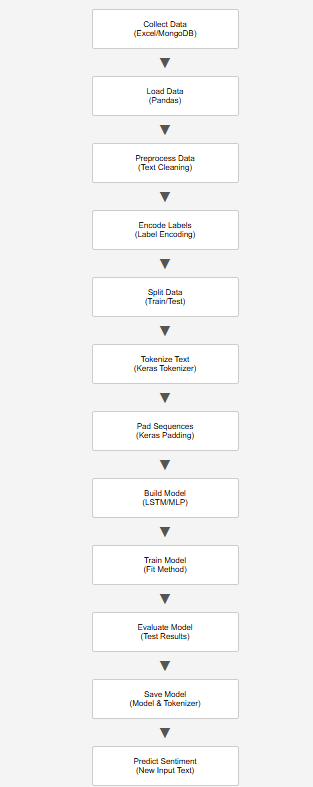 Collect Data
(Excel/MongoDB)
Load Data
(Pandas)
Preprocess Data
(Text Cleaning)
Encode Labels
(Label Encoding)
Split Data
(Train/Test)
Tokenize Text
(Keras Tokenizer)
Pad Sequences
(Keras Padding)
Build Model
(LSTM/MLP)
Train Model
(Fit Method)
Evaluate Model
(Test Results)
Save Model
(Model & Tokenizer)
Predict Sentiment
(New Input Text)